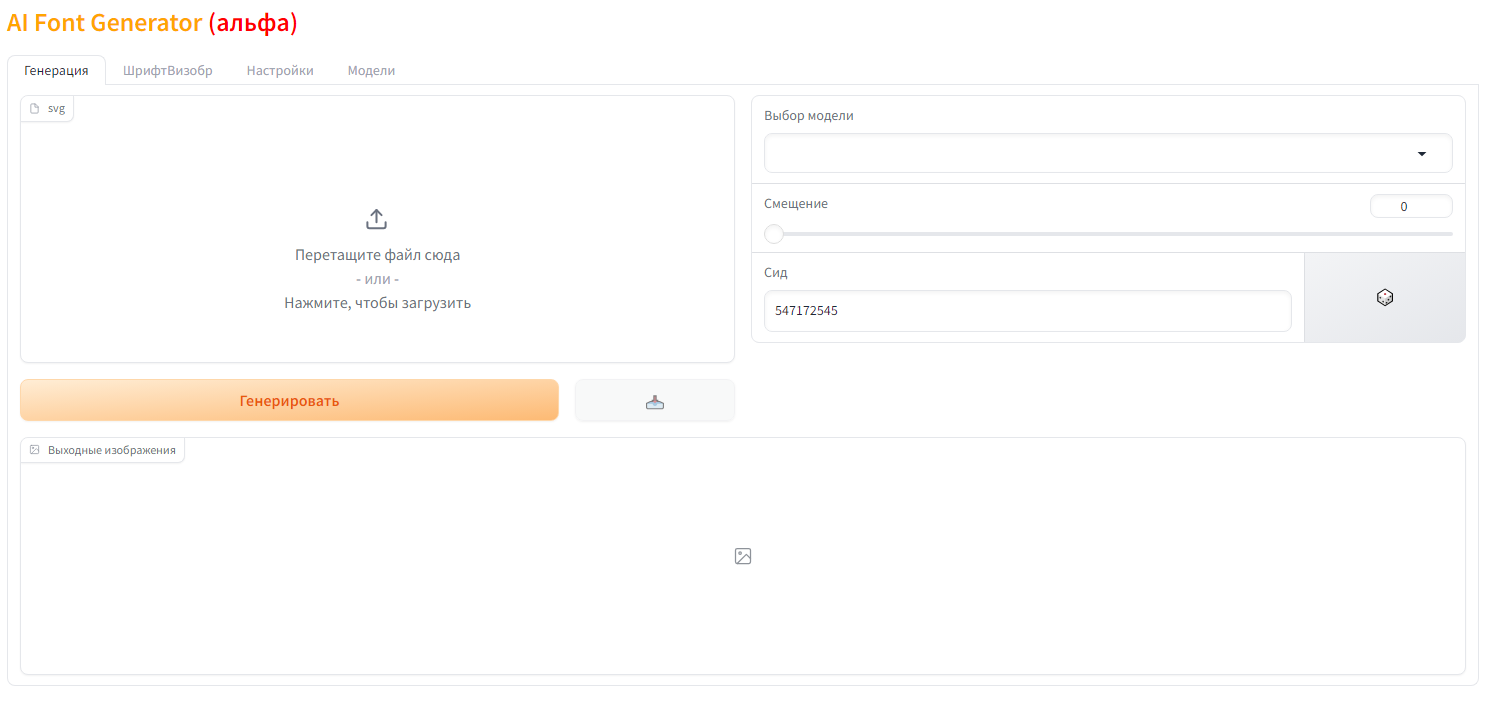 AI Font Generator (альфа)
Генерация
ШрифтВизобр
Настройки
Модели
svg
Перетащите файл сюда
- или -
Нажмите, чтобы загрузить
Выбор модели
Смещение
0
Сид
547172545
Генерировать
Выходные изображения